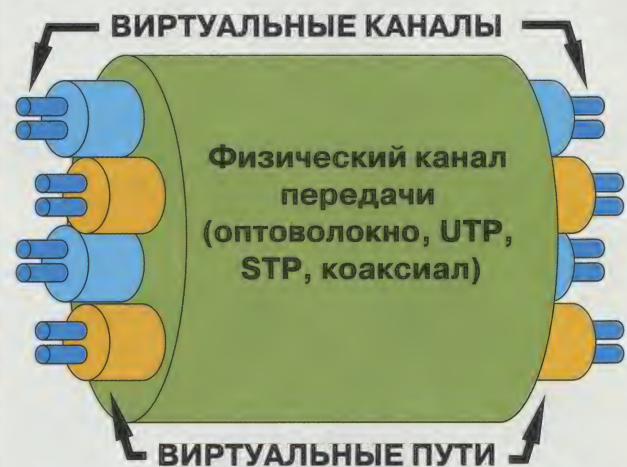 ВИРТУАЛЬНЫЕ КАНАЛЫ
Физический канал
передачи
(оптоволокно, UTP,
STP, коаксиал)
ВИРТУАЛЬНЫЕ ПУТИ